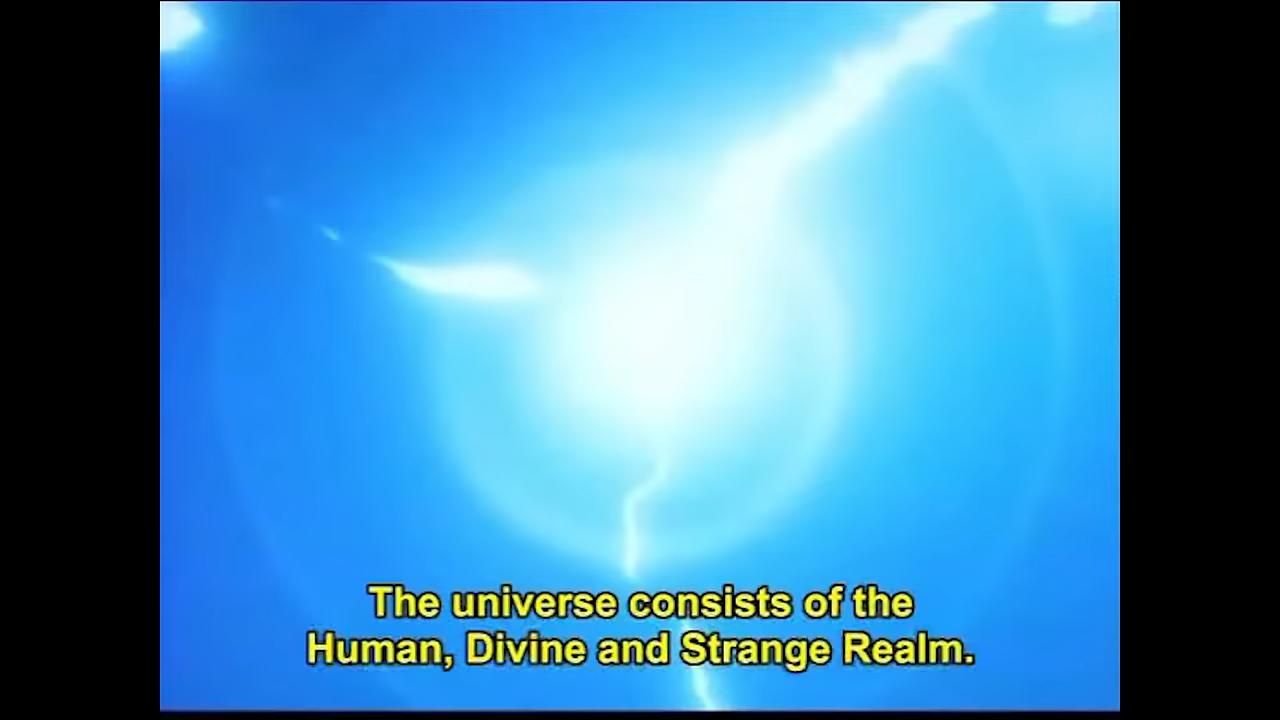 The universe consists of the
Human, Divine and Strange Realm.